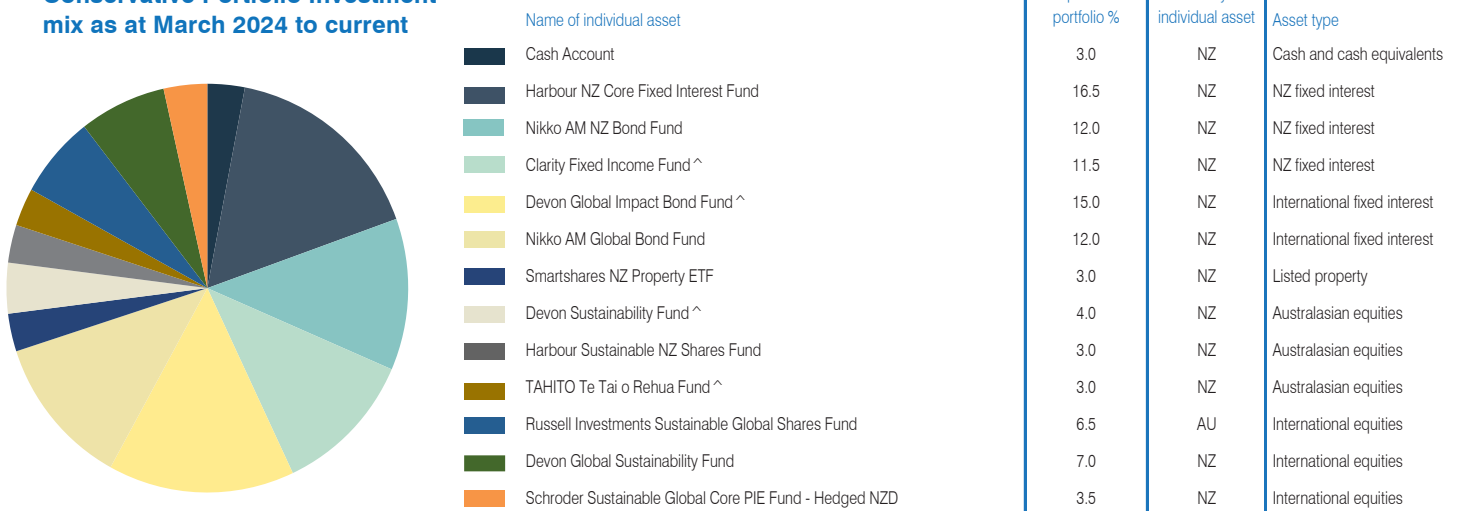 Conservative Portfolio investment
mix as at March 2024 to current
Name of individual asset portfolio % individual asset Asset type
Cash Account 3.0 NZ Cash and cash equivalents
Harbour NZ Core Fixed Interest Fund 16.5 NZ NZ fixed interest
Nikko AM NZ Bond Fund 12.0 NZ NZ fixed interest
Clarity Fixed Income Fund ^ 11.5 NZ NZ fixed interest
Devon Global Impact Bond Fund ^ 15.0 NZ International fixed interest
Nikko AM Global Bond Fund 12.0 NZ International fixed interest
Smartshares NZ Property ETF 3.0 NZ Listed property
Devon Sustainability Fund ^ 4.0 NZ Australasian equities
Harbour Sustainable NZ Shares Fund 3.0 NZ Australasian equities
TAHITO Te Tai o Rehua Fund ^ 3.0 NZ Australasian equities
Russell Investments Sustainable Global Shares Fund 6.5 AU International equities
Devon Global Sustainability Fund 7.0 NZ International equities
Schroder Sustainable Global Core PIE Fund - Hedged NZD 3.5 NZ International equities